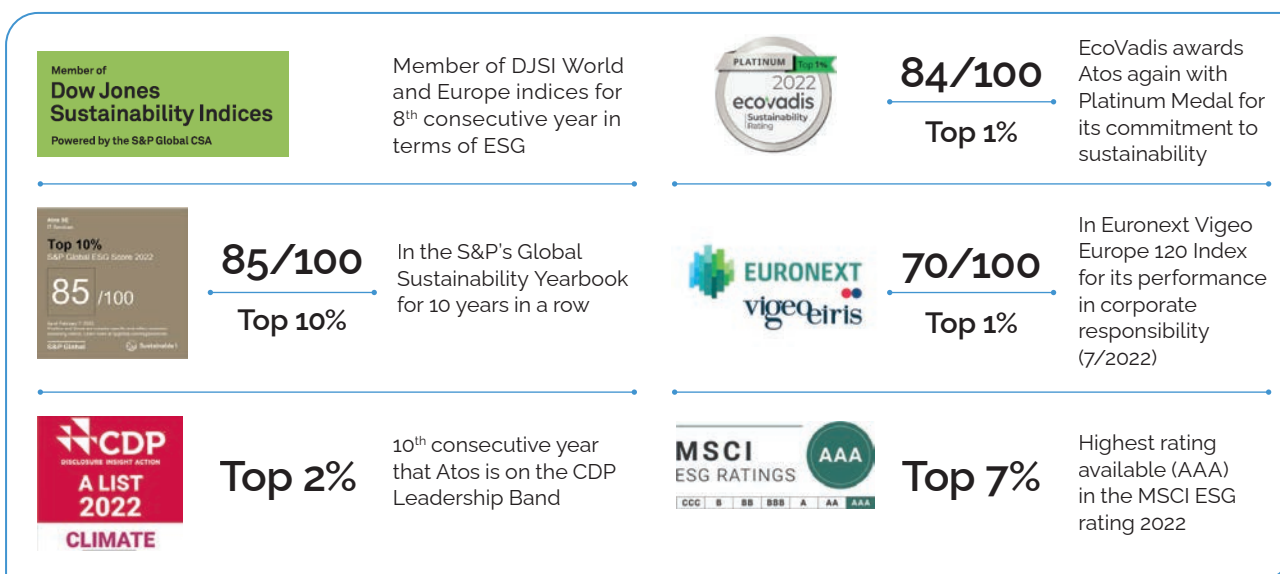 Member of
Dow Jones
Sustainability Indices
Powered by the S&P Global CSA
Member of DJSI World
and Europe indices for
8th consecutive year in
terms of ESG
PLATINUM Top 1%
2022
ecovadis
Sustainability
Rating
84/100
Top 1%
EcoVadis awards
Atos again with
Platinum Medal for
its commitment to
sustainability
Atos SE
IT Services
Top 10%
S&P Global ESG Score 2022
85 /100
S&P Global
Sustainable1
85/100
Top 10%
In the S&P's Global
Sustainability Yearbook
for 10 years in a row
EURONEXT
vigeoeiris
70/100
Top 1%
In Euronext Vigeo
Europe 120 Index
for its performance
in corporate
responsibility
(7/2022)
CDP
DISCLOSURE INSIGHT ACTION
A LIST
2022
CLIMATE
Top 2%
10th consecutive year
that Atos is on the CDP
Leadership Band
MSCI
ESG RATINGS
AAA
CCC B BB BBB A AA AAA
Top 7%
Highest rating
available (AAA)
in the MSCI ESG
rating 2022